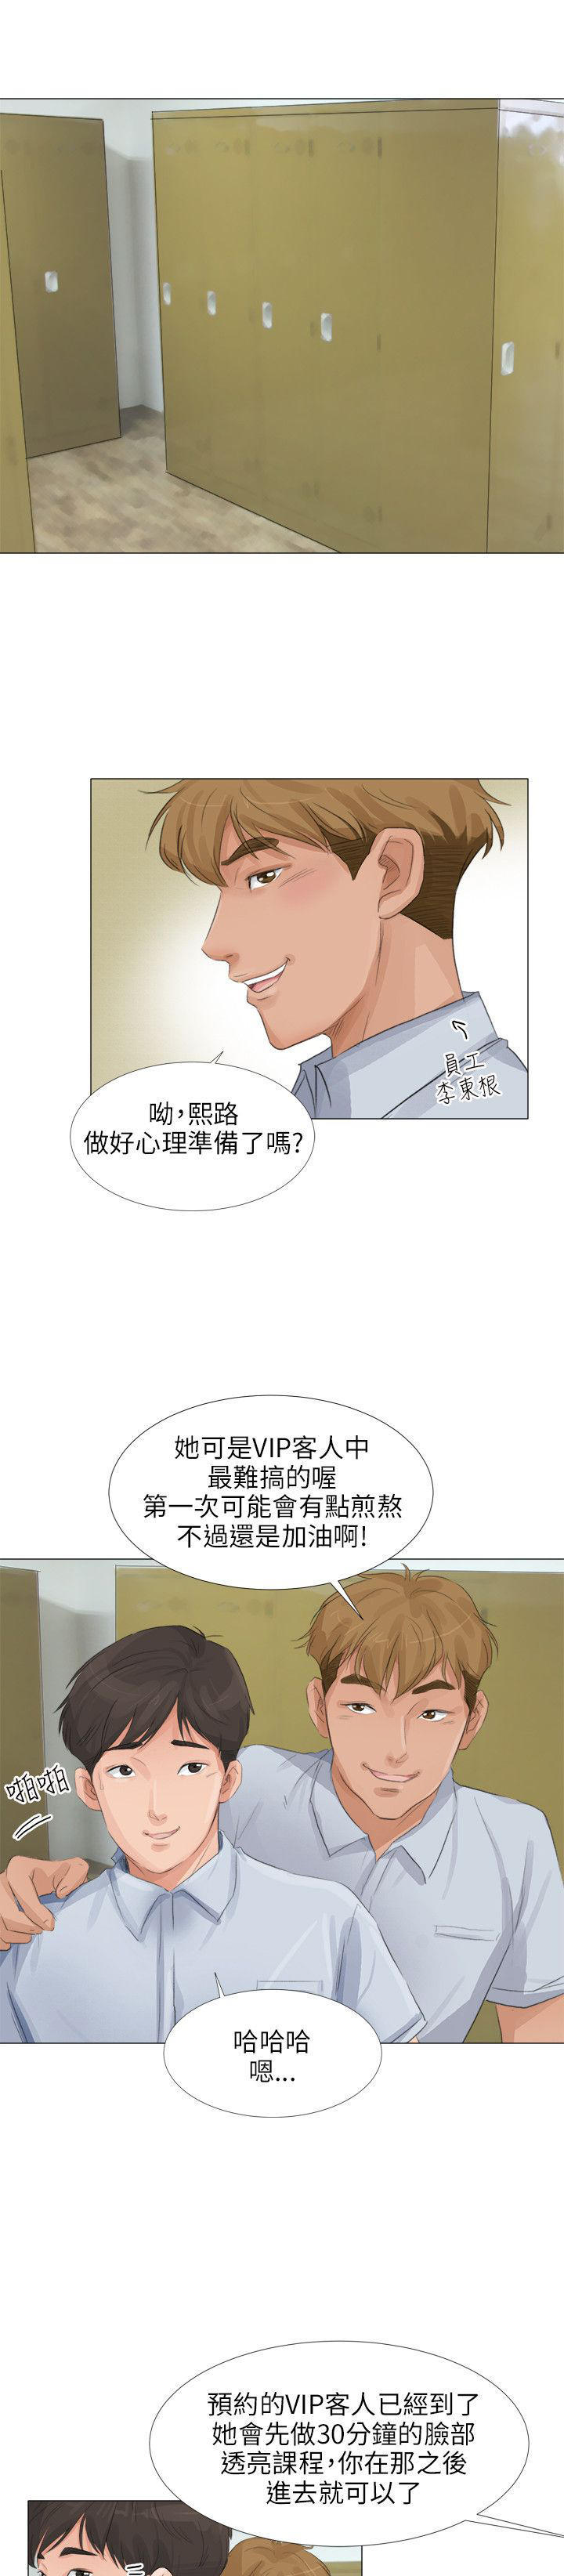 員工
李東根
呦，熙路
做好心理準備了嗎?
她可是VIP客人中
最難搞的喔
第一次可能會有點煎熬
不過還是加油啊!
啪啪
哈哈哈
嗯...
預約的VIP客人已經到了
她會先做30分鐘的臉部
透亮課程，你在那之後
進去就可以了